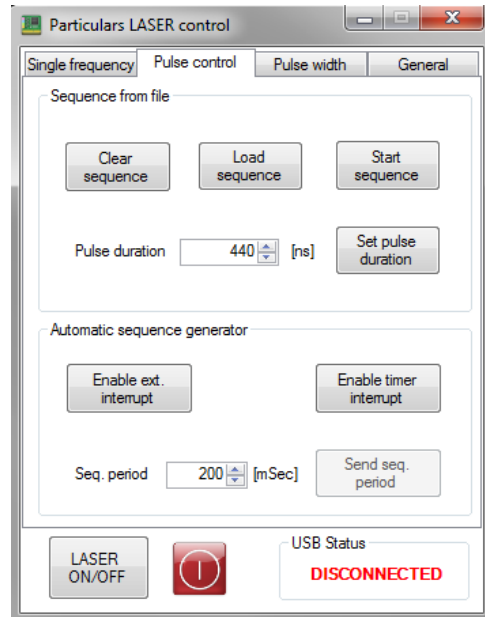 Particulars LASER control
Single frequency Pulse control Pulse width General
Sequence from file
Clear sequence
Load sequence
Start sequence
Pulse duration 440 [ns]
Set pulse duration
Automatic sequence generator
Enable ext. interrupt
Enable timer interrupt
Seq. period 200 [mSec]
Send seq. period
LASER ON/OFF
USB Status
DISCONNECTED